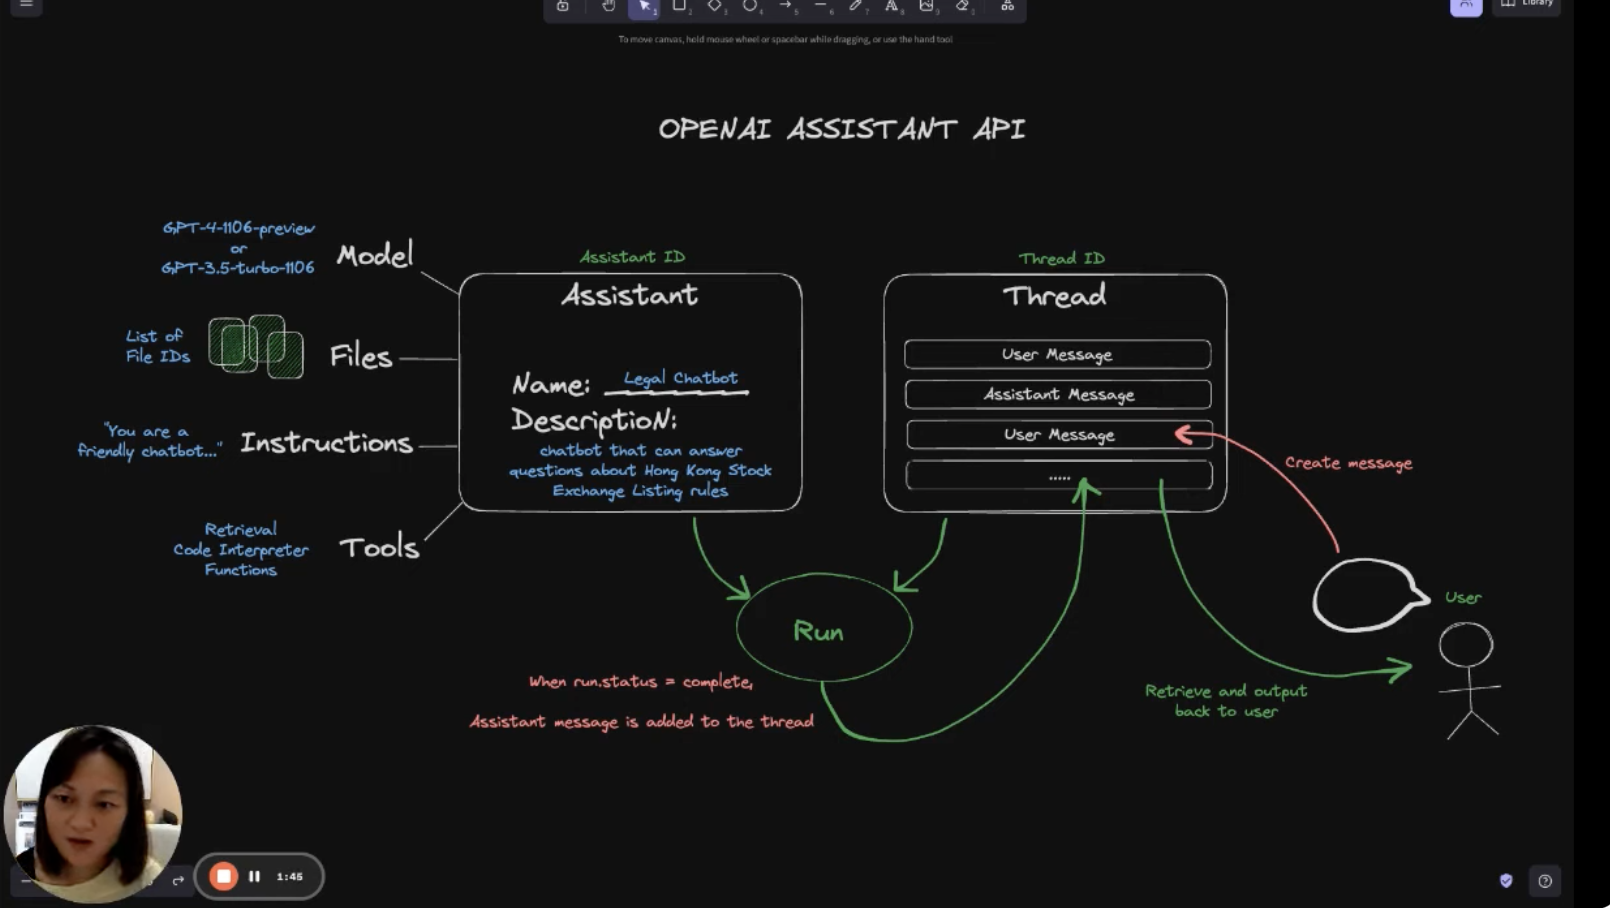 Library
To move canvas, hold mouse wheel or spacebar while dragging, or use the hand tool
OPENAI ASSISTANT API
GPT-4-1106-preview
or
GPT-3.5-turbo-1106
Model
List of
File IDs
Files
"You are a
friendly chatbot..."
Instructions
Retrieval
Code Interpreter
Functions
Tools
Assistant ID
Assistant
Name: Legal Chatbot
DescriptioN:
chatbot that can answer
questions about Hong Kong Stock
Exchange Listing rules
Thread ID
Thread
User Message
Assistant Message
User Message
.....
Create message
User
Run
When run.status = complete,
Assistant message is added to the thread
Retrieve and output
back to user
1:45